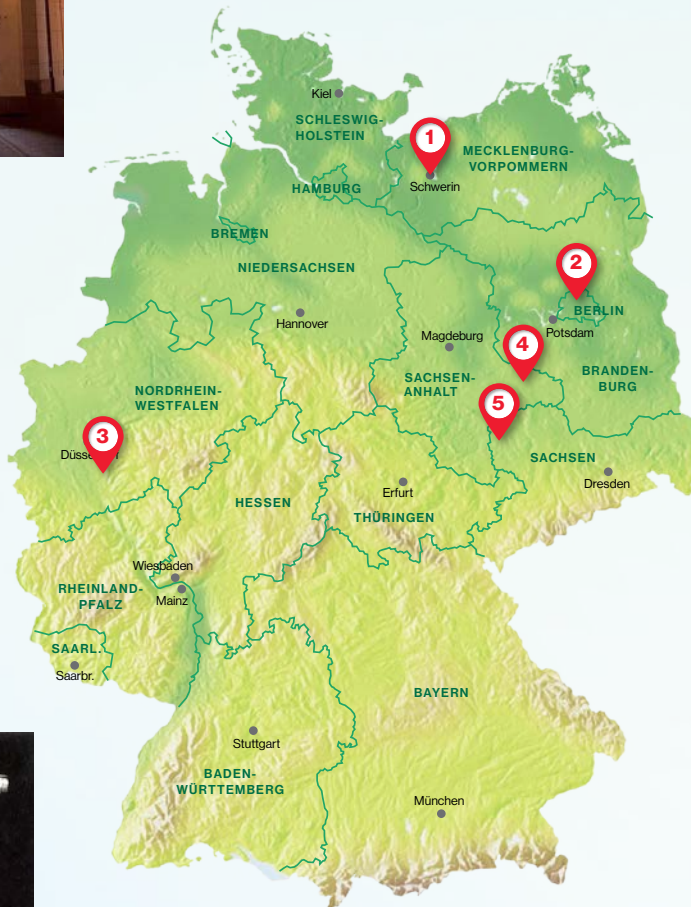 Kiel
SCHLESWIG-
HOLSTEIN
1
MECKLENBURG-
VORPOMMERN
Schwerin
HAMBURG
BREMEN
2
NIEDERSACHSEN
BERLIN
Hannover
Potsdam
Magdeburg
4
SACHSEN-
ANHALT
BRANDEN-
BURG
NORDRHEIN-
WESTFALEN
5
3
SACHSEN
Dresden
HESSEN
Erfurt
THÜRINGEN
Wiesbaden
RHEINLAND-
PFALZ
Mainz
SAARL.
Saarbr.
BAYERN
Stuttgart
BADEN-
WÜRTTEMBERG
München